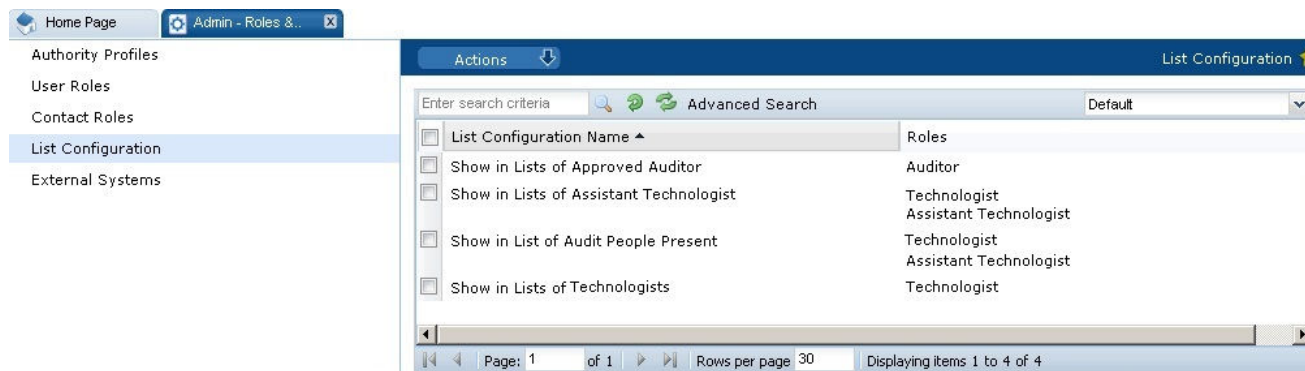 Home Page
Admin - Roles &..
Authority Profiles
User Roles
Contact Roles
List Configuration
External Systems
Actions
List Configuration
Enter search criteria
Advanced Search
Default
List Configuration Name
Roles
Show in Lists of Approved Auditor
Auditor
Show in Lists of Assistant Technologist
Technologist
Assistant Technologist
Show in List of Audit People Present
Technologist
Assistant Technologist
Show in Lists of Technologists
Technologist
Page: 1 of 1 Rows per page 30 Displaying items 1 to 4 of 4